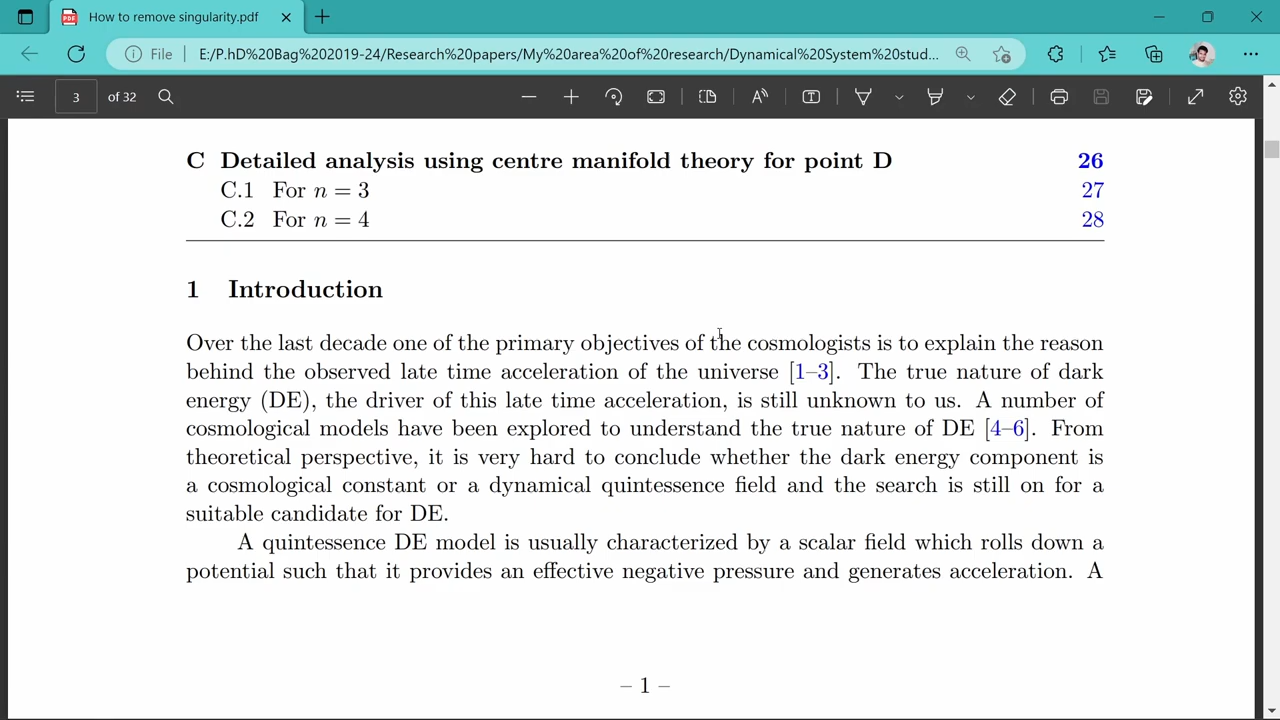 How to remove singularity.pdf
File E:/P.hD%20Bag%202019-24/Research%20papers/My%20area%20of%20research/Dynamical%20System%20stud...
3 of 32
C Detailed analysis using centre manifold theory for point D 26
C.1 For n = 3 27
C.2 For n = 4 28
1 Introduction
Over the last decade one of the primary objectives of the cosmologists is to explain the reason
behind the observed late time acceleration of the universe [1–3]. The true nature of dark
energy (DE), the driver of this late time acceleration, is still unknown to us. A number of
cosmological models have been explored to understand the true nature of DE [4–6]. From
theoretical perspective, it is very hard to conclude whether the dark energy component is
a cosmological constant or a dynamical quintessence field and the search is still on for a
suitable candidate for DE.
A quintessence DE model is usually characterized by a scalar field which rolls down a
potential such that it provides an effective negative pressure and generates acceleration. A
– 1 –